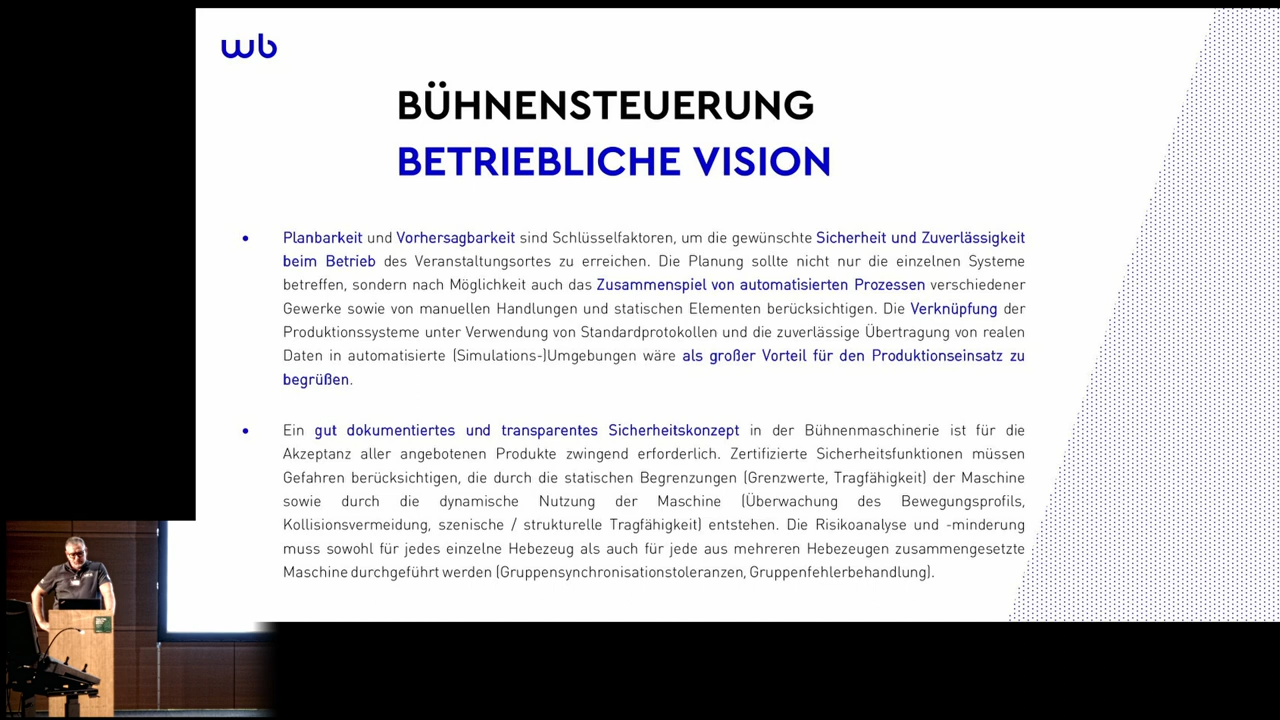 wb
BÜHNENSTEUERUNG
BETRIEBLICHE VISION
• Planbarkeit und Vorhersagbarkeit sind Schlüsselfaktoren, um die gewünschte Sicherheit und Zuverlässigkeit
beim Betrieb des Veranstaltungsortes zu erreichen. Die Planung sollte nicht nur die einzelnen Systeme
betreffen, sondern nach Möglichkeit auch das Zusammenspiel von automatisierten Prozessen verschiedener
Gewerke sowie von manuellen Handlungen und statischen Elementen berücksichtigen. Die Verknüpfung der
Produktionssysteme unter Verwendung von Standardprotokollen und die zuverlässige Übertragung von realen
Daten in automatisierte (Simulations-)Umgebungen wäre als großer Vorteil für den Produktionseinsatz zu
begrüßen.
• Ein gut dokumentiertes und transparentes Sicherheitskonzept in der Bühnenmaschinerie ist für die
Akzeptanz aller angebotenen Produkte zwingend erforderlich. Zertifizierte Sicherheitsfunktionen müssen
Gefahren berücksichtigen, die durch die statischen Begrenzungen (Grenzwerte, Tragfähigkeit) der Maschine
sowie durch die dynamische Nutzung der Maschine (Überwachung des Bewegungsprofils,
Kollisionsvermeidung, szenische / strukturelle Tragfähigkeit) entstehen. Die Risikoanalyse und -minderung
muss sowohl für jedes einzelne Hebezeug als auch für jede aus mehreren Hebezeugen zusammengesetzte
Maschine durchgeführt werden (Gruppensynchronisationstoleranzen, Gruppenfehlerbehandlung).